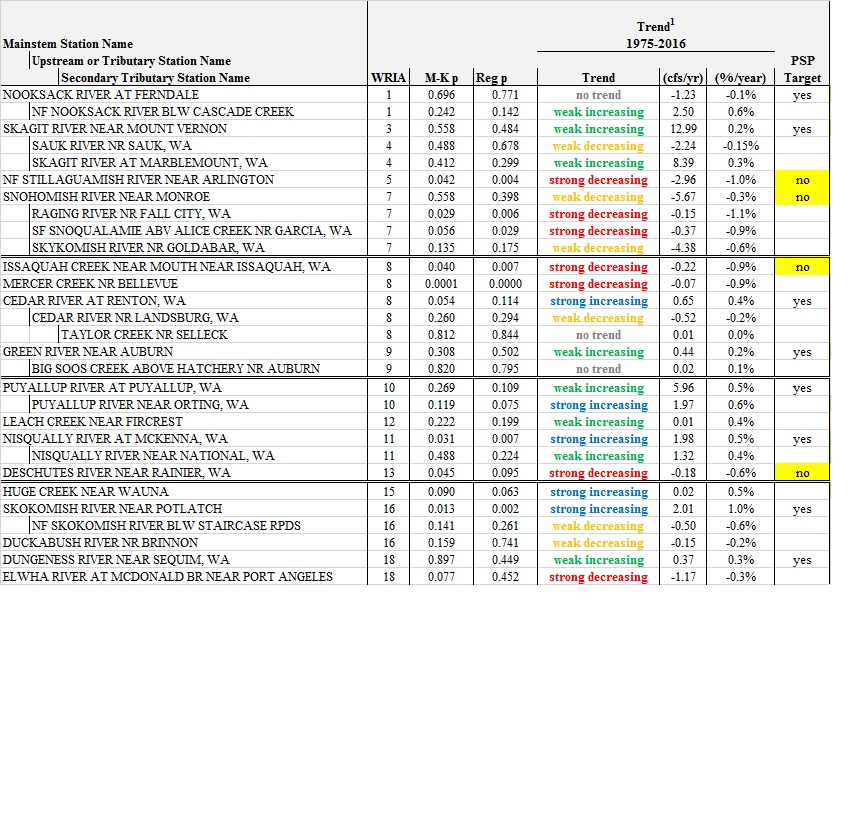 Trend1
Mainstem Station Name 1975-2016
Upstream or Tributary Station Name PSP
Secondary Tributary Station Name WRIA M-K p Reg p Trend (cfs/yr) (%/year) Target
NOOKSACK RIVER AT FERNDALE 1 0.696 0.771 no trend -1.23 -0.1% yes
NF NOOKSACK RIVER BLW CASCADE CREEK 1 0.242 0.142 weak increasing 2.50 0.6%
SKAGIT RIVER NEAR MOUNT VERNON 3 0.558 0.484 weak increasing 12.99 0.2% yes
SAUK RIVER NR SAUK, WA 4 0.488 0.678 weak decreasing -2.24 -0.15%
SKAGIT RIVER AT MARBLEMOUNT, WA 4 0.412 0.299 weak increasing 8.39 0.3%
NF STILLAGUAMISH RIVER NEAR ARLINGTON 5 0.042 0.004 strong decreasing -2.96 -1.0% no
SNOHOMISH RIVER NEAR MONROE 7 0.558 0.398 weak decreasing -5.67 -0.3% no
RAGING RIVER NR FALL CITY, WA 7 0.029 0.006 strong decreasing -0.15 -1.1%
SF SNOQUALAMIE ABV ALICE CREEK NR GARCIA, WA 7 0.056 0.029 strong decreasing -0.37 -0.9%
SKYKOMISH RIVER NR GOLDABAR, WA 7 0.135 0.175 weak decreasing -4.38 -0.6%
ISSAQUAH CREEK NEAR MOUTH NEAR ISSAQUAH, WA 8 0.040 0.007 strong decreasing -0.22 -0.9% no
MERCER CREEK NR BELLEVUE 8 0.0001 0.0000 strong decreasing -0.07 -0.9%
CEDAR RIVER AT RENTON, WA 8 0.054 0.114 strong increasing 0.65 0.4% yes
CEDAR RIVER NR LANDSBURG, WA 8 0.260 0.294 weak decreasing -0.52 -0.2%
TAYLOR CREEK NR SELLECK 8 0.812 0.844 no trend 0.01 0.0%
GREEN RIVER NEAR AUBURN 9 0.308 0.502 weak increasing 0.44 0.2% yes
BIG SOOS CREEK ABOVE HATCHERY NR AUBURN 9 0.820 0.795 no trend 0.02 0.1%
PUYALLUP RIVER AT PUYALLUP, WA 10 0.269 0.109 weak increasing 5.96 0.5% yes
PUYALLUP RIVER NEAR ORTING, WA 10 0.119 0.075 strong increasing 1.97 0.6%
LEACH CREEK NEAR FIRCREST 12 0.222 0.199 weak increasing 0.01 0.4%
NISQUALLY RIVER AT MCKENNA, WA 11 0.031 0.007 strong increasing 1.98 0.5% yes
NISQUALLY RIVER NEAR NATIONAL, WA 11 0.488 0.224 weak increasing 1.32 0.4%
DESCHUTES RIVER NEAR RAINIER, WA 13 0.045 0.095 strong decreasing -0.18 -0.6% no
HUGE CREEK NEAR WAUNA 15 0.090 0.063 strong increasing 0.02 0.5%
SKOKOMISH RIVER NEAR POTLATCH 16 0.013 0.002 strong increasing 2.01 1.0% yes
NF SKOKOMISH RIVER BLW STAIRCASE RPDS 16 0.141 0.261 weak decreasing -0.50 -0.6%
DUCKABUSH RIVER NR BRINNON 16 0.159 0.741 weak decreasing -0.15 -0.2%
DUNGENESS RIVER NEAR SEQUIM, WA 18 0.897 0.449 weak increasing 0.37 0.3% yes
ELWHA RIVER AT MCDONALD BR NEAR PORT ANGELES 18 0.077 0.452 strong decreasing -1.17 -0.3%